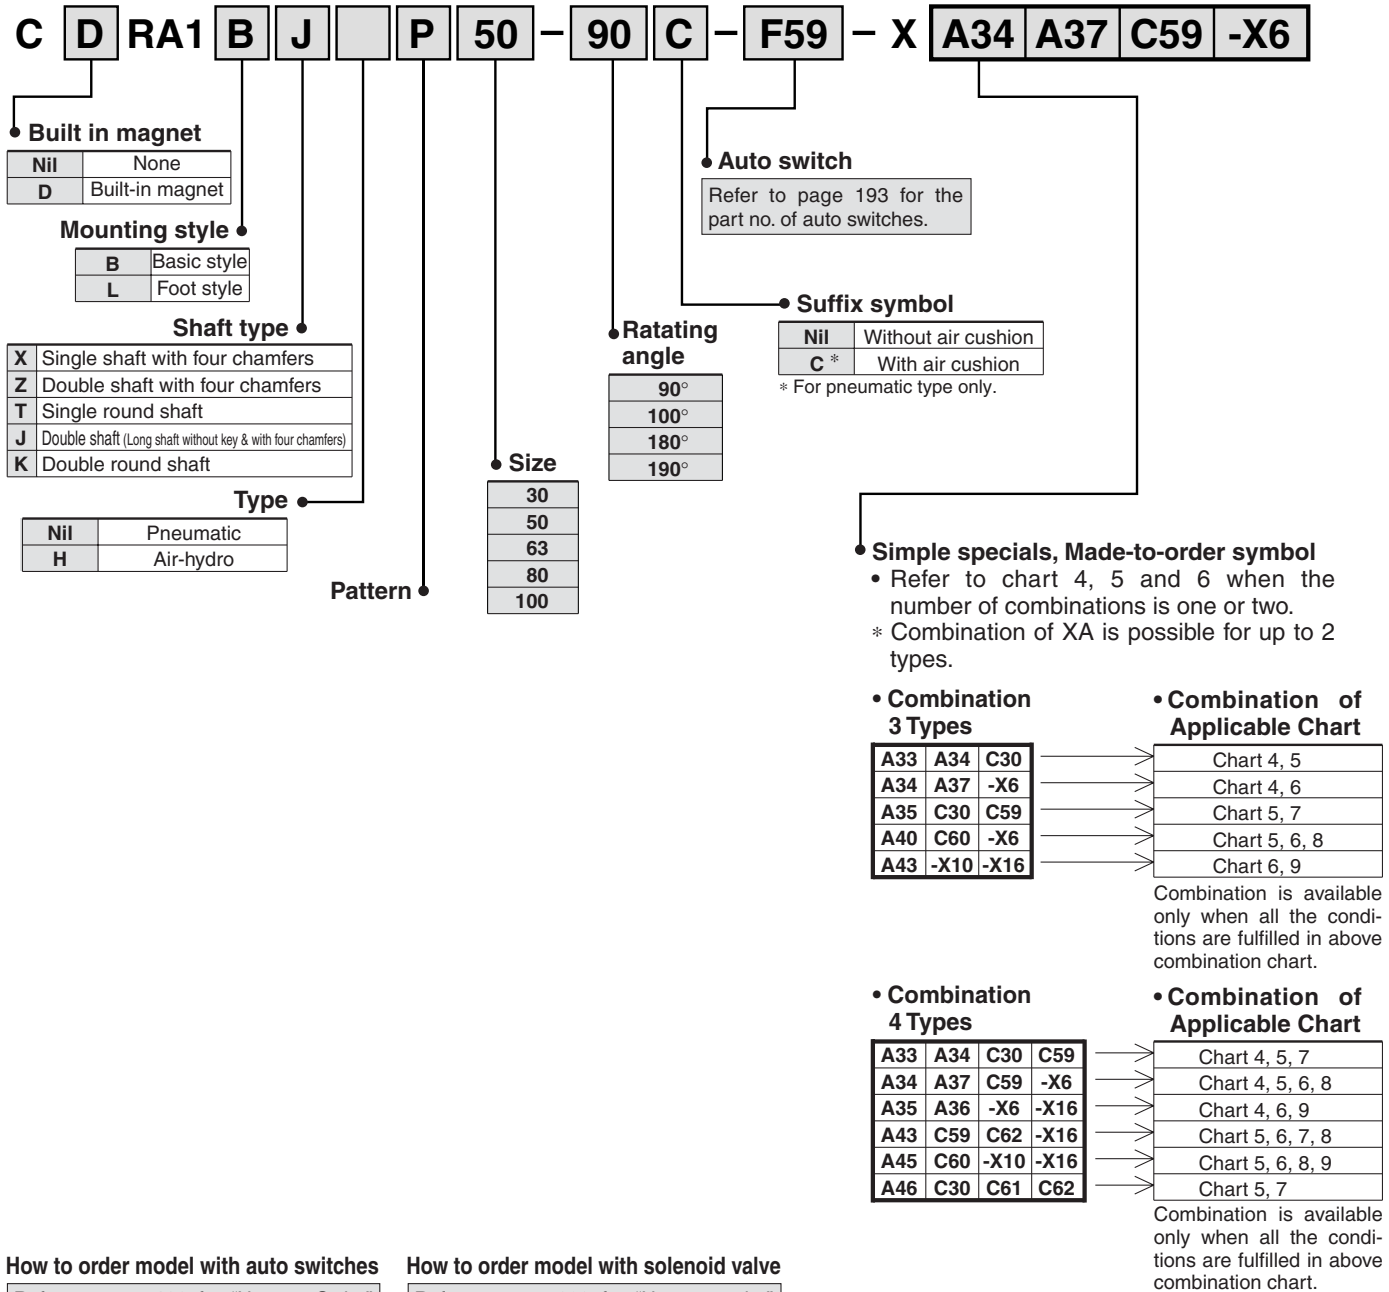 C D RA1 B J P 50 – 90 C – F59 – X A34 A37 C59 -X6
Built in magnet
Nil None
D Built-in magnet
Mounting style
B Basic style
L Foot style
Shaft type
X Single shaft with four chamfers
Z Double shaft with four chamfers
T Single round shaft
J Double shaft (Long shaft without key & with four chamfers)
K Double round shaft
Type
Nil Pneumatic
H Air-hydro
Pattern
Size
30
50
63
80
100
Ratating
angle
90°
100°
180°
190°
Auto switch
Refer to page 193 for the
part no. of auto switches.
Suffix symbol
Nil Without air cushion
C * With air cushion
* For pneumatic type only.
Simple specials, Made-to-order symbol
• Refer to chart 4, 5 and 6 when the
number of combinations is one or two.
* Combination of XA is possible for up to 2
types.
• Combination
3 Types
• Combination of
Applicable Chart
A33 A34 C30 Chart 4, 5
A34 A37 -X6 Chart 4, 6
A35 C30 C59 Chart 5, 7
A40 C60 -X6 Chart 5, 6, 8
A43 -X10 -X16 Chart 6, 9
Combination is available
only when all the condi-
tions are fulfilled in above
combination chart.
• Combination
4 Types
• Combination of
Applicable Chart
A33 A34 C30 C59 Chart 4, 5, 7
A34 A37 C59 -X6 Chart 4, 5, 6, 8
A35 A36 -X6 -X16 Chart 4, 6, 9
A43 C59 C62 -X16 Chart 5, 6, 7, 8
A45 C60 -X10 -X16 Chart 5, 6, 8, 9
A46 C30 C61 C62 Chart 5, 7
Combination is available
only when all the condi-
tions are fulfilled in above
combination chart.
How to order model with auto switches
How to order model with solenoid valve